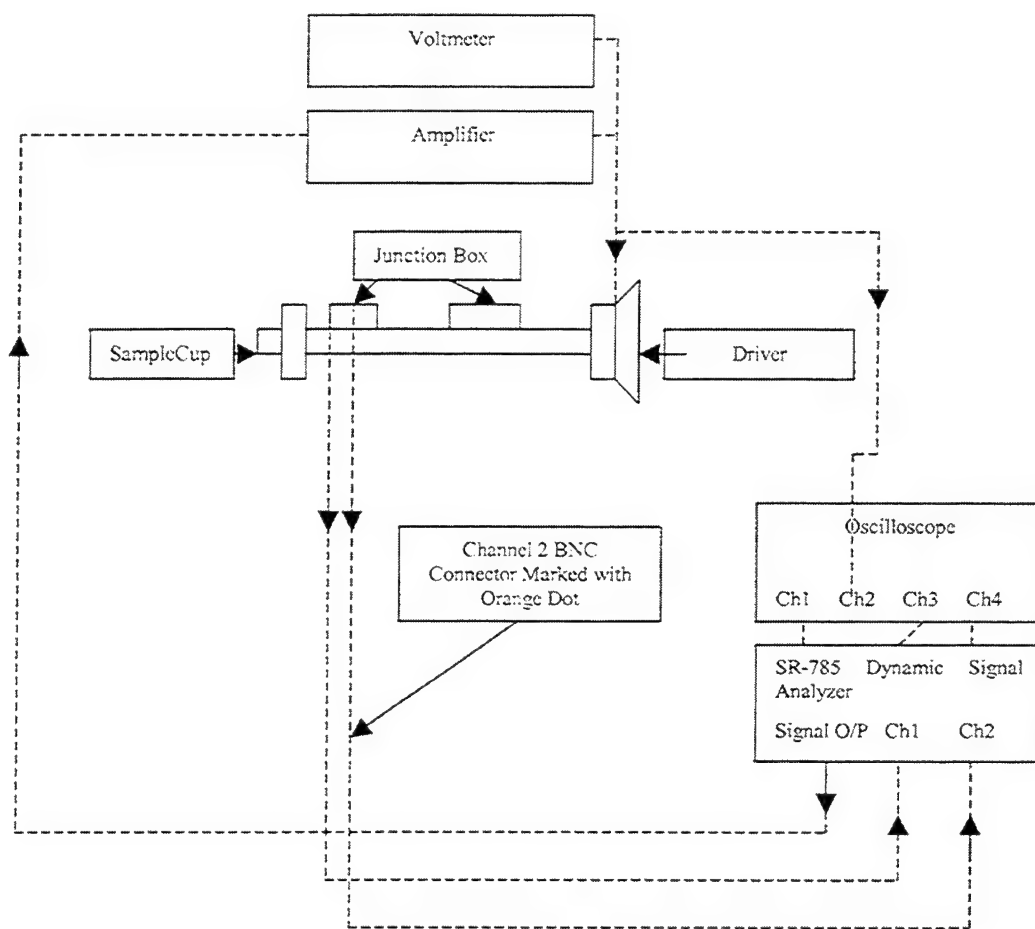 Voltmeter
Amplifier
Junction Box
SampleCup
Driver
Oscilloscope
Channel 2 BNC
Connector Marked with
Orange Dot
Ch1 Ch2 Ch3 Ch4
SR-785 Dynamic Signal
Analyzer
Signal O/P Ch1 Ch2